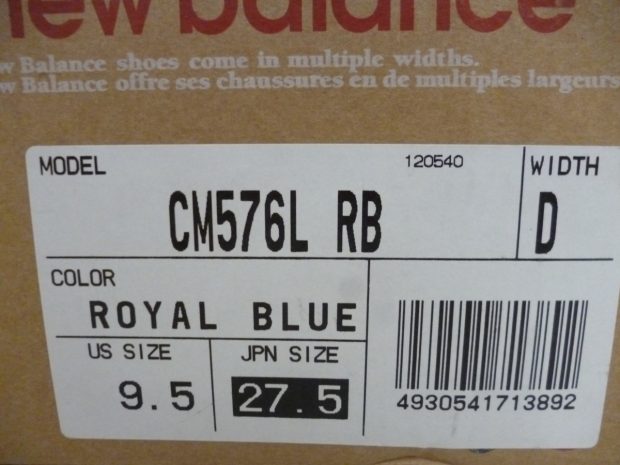 new balance
w Balance shoes come in multiple widths.
w Balance offre ses chaussures en de multiples largeurs
MODEL 120540 WIDTH
CM576L RB D
COLOR
ROYAL BLUE
US SIZE JPN SIZE
9.5 27.5
4930541713892